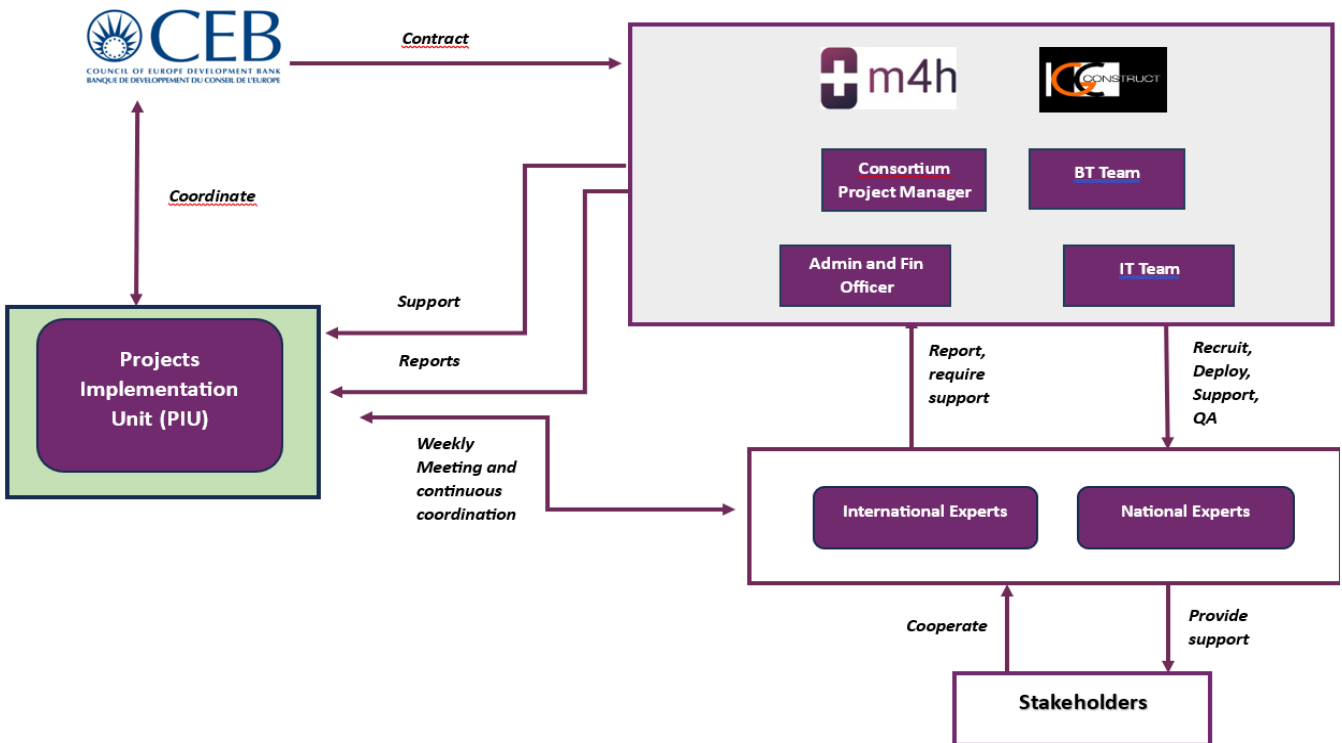 CEB
COUNCIL OF EUROPE DEVELOPMENT BANK
BANQUE DE DEVELOPPEMENT DU CONSEIL DE L'EUROPE
Contract
m4h
IGC CONSTRUCT
Consortium
Project Manager
BT Team
Coordinate
Admin and Fin
Officer
IT Team
Support
Reports
Projects
Implementation
Unit (PIU)
Report,
require
support
Recruit,
Deploy,
Support,
QA
Weekly
Meeting and
continuous
coordination
International Experts
National Experts
Cooperate
Provide
support
Stakeholders